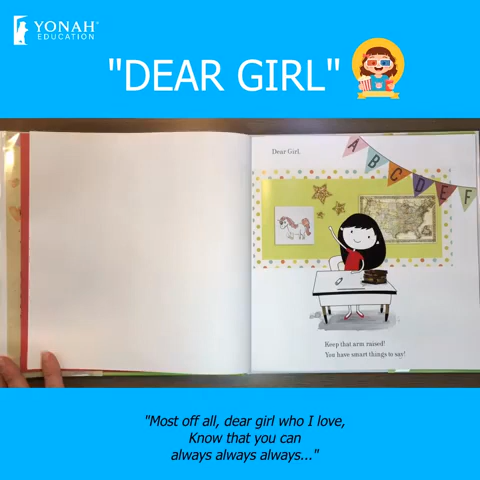 YONAH
EDUCATION
"DEAR GIRL"
Dear Girl,
A B C D E F
Keep that arm raised!
You have smart things to say!
"Most off all, dear girl who I love,
Know that you can
always always always..."